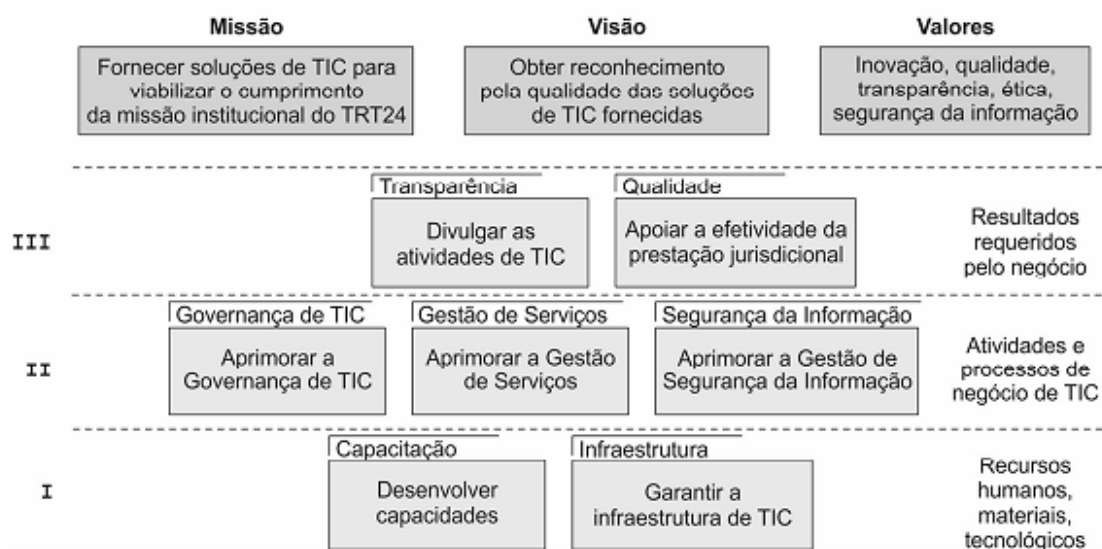 Missão
Visão
Valores
Fornecer soluções de TIC para
viabilizar o cumprimento
da missão institucional do TRT24
Obter reconhecimento
pela qualidade das soluções
de TIC fornecidas
Inovação, qualidade,
transparência, ética,
segurança da informação
III
Transparência
Divulgar as
atividades de TIC
Qualidade
Apoiar a efetividade da
prestação jurisdicional
Resultados
requeridos
pelo negócio
II
Governança de TIC
Aprimorar a
Governança de TIC
Gestão de Serviços
Aprimorar a Gestão
de Serviços
Segurança da Informação
Aprimorar a Gestão de
Segurança da Informação
Atividades e
processos de
negócio de TIC
I
Capacitação
Desenvolver
capacidades
Infraestrutura
Garantir a
infraestrutura de TIC
Recursos
humanos,
materiais,
tecnológicos